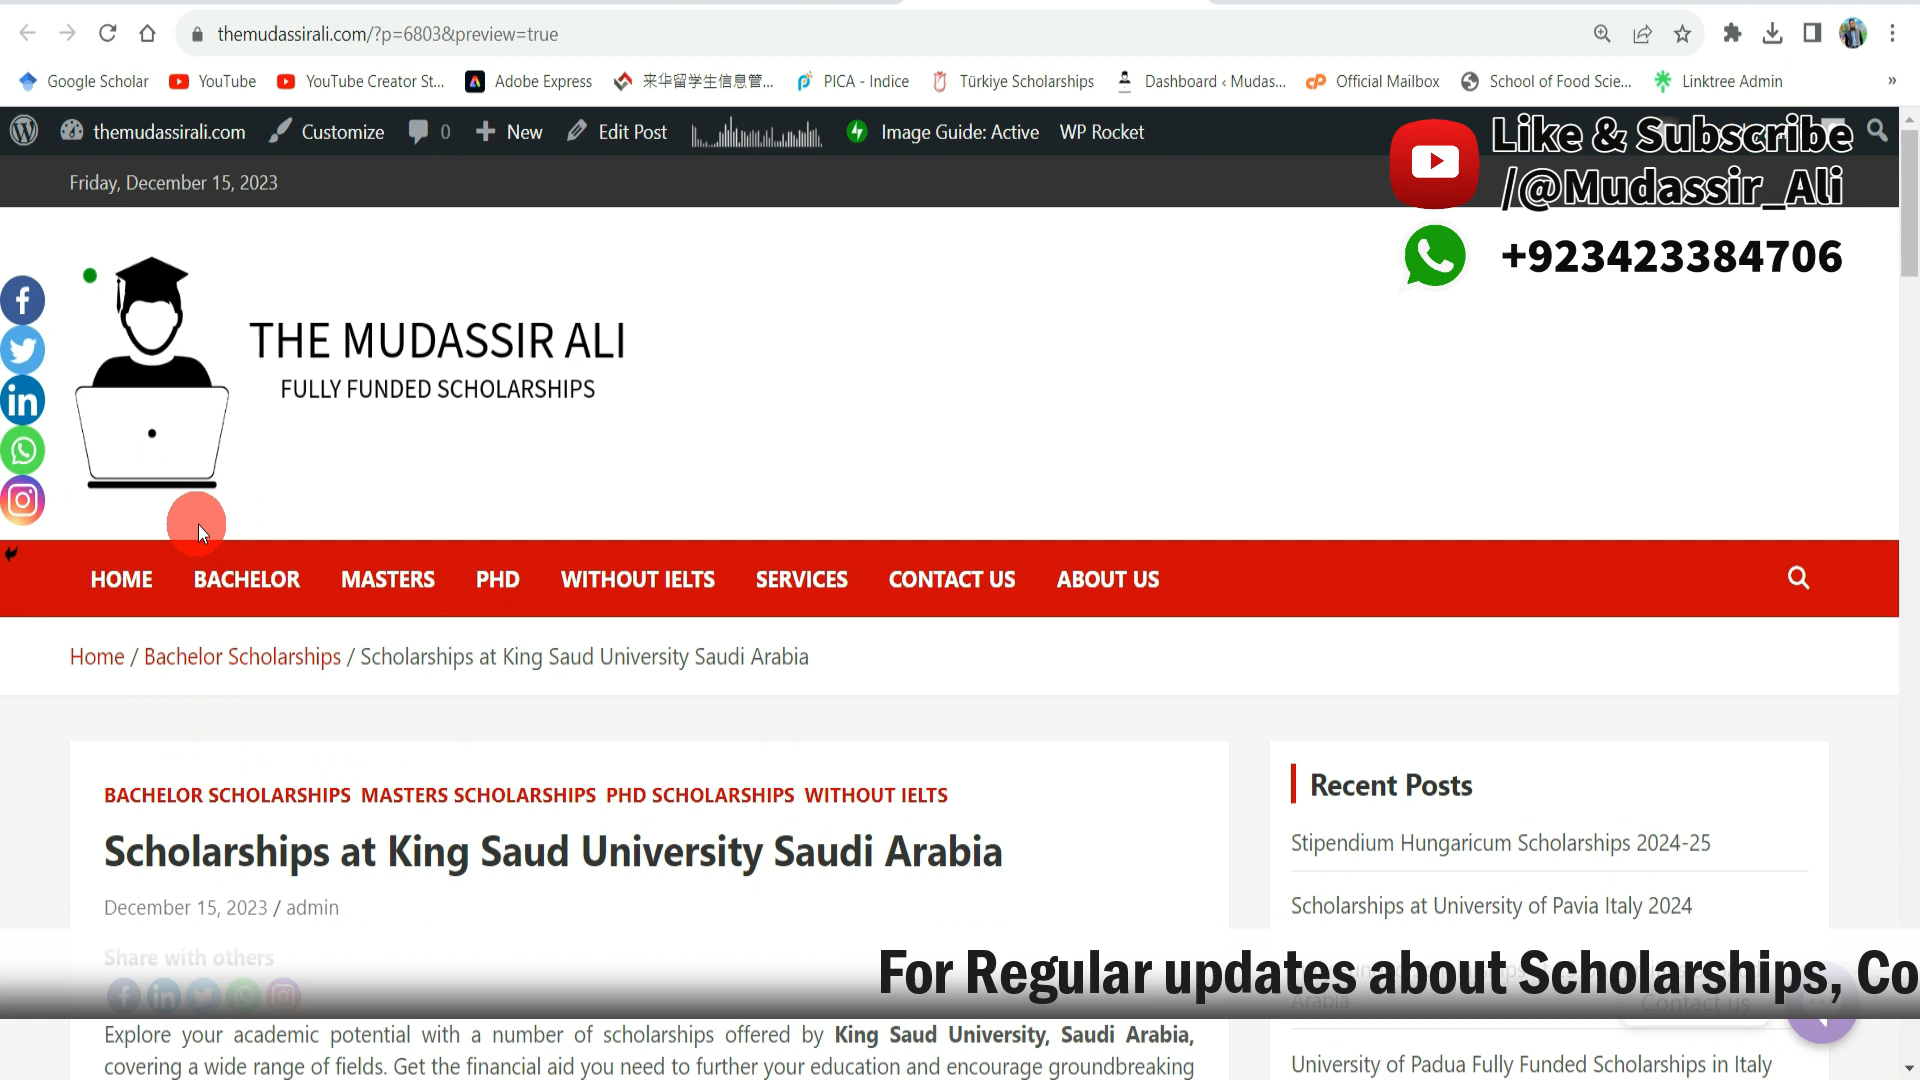 themudassirali.com/?p=6803&preview=true
Google Scholar
YouTube
YouTube Creator St...
Adobe Express
来华留学生信息管...
PICA - Indice
Türkiye Scholarships
Dashboard ‹ Mudas...
Official Mailbox
School of Food Scie...
Linktree Admin
»
themudassirali.com
Customize
0
New
Edit Post
Image Guide: Active
WP Rocket
Like & Subscribe
/@Mudassir_Ali
+923423384706
Friday, December 15, 2023
THE MUDASSIR ALI
FULLY FUNDED SCHOLARSHIPS
HOME
BACHELOR
MASTERS
PHD
WITHOUT IELTS
SERVICES
CONTACT US
ABOUT US
Home / Bachelor Scholarships / Scholarships at King Saud University Saudi Arabia
BACHELOR SCHOLARSHIPS MASTERS SCHOLARSHIPS PHD SCHOLARSHIPS WITHOUT IELTS
Scholarships at King Saud University Saudi Arabia
December 15, 2023 / admin
Share with others
Explore your academic potential with a number of scholarships offered by King Saud University, Saudi Arabia,
covering a wide range of fields. Get the financial aid you need to further your education and encourage groundbreaking
Recent Posts
Stipendium Hungaricum Scholarships 2024-25
Scholarships at University of Pavia Italy 2024
Arabia
Contact us
University of Padua Fully Funded Scholarships in Italy
For Regular updates about Scholarships, Co